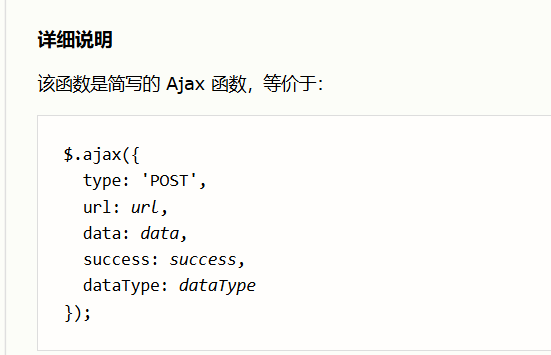 详细说明
该函数是简写的 Ajax 函数，等价于：
$.ajax({
  type: 'POST',
  url: url,
  data: data,
  success: success,
  dataType: dataType
});